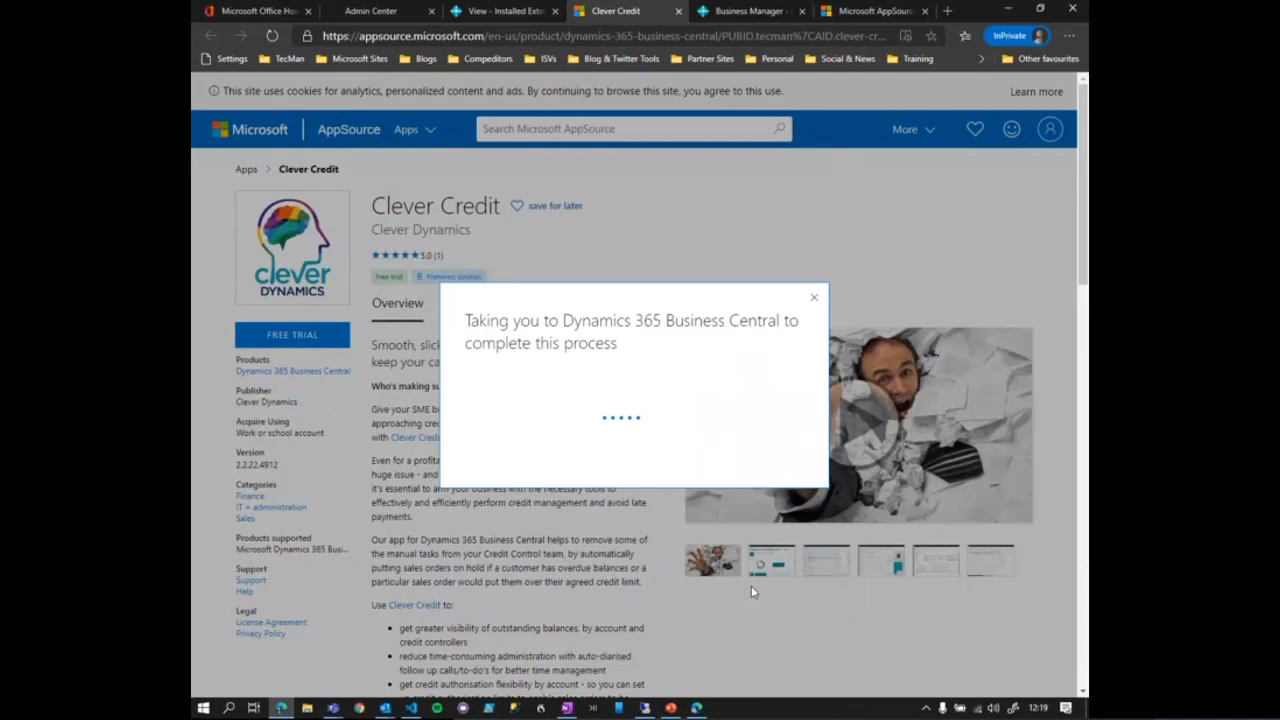 Microsoft Office Ho
Admin Center
View - Installed Exte
Clever Credit
Business Manager -
Microsoft AppSource
https://appsource.microsoft.com/en-us/product/dynamics-365-business-central/PUBID.tecman%7CAID.clever-cr...
InPrivate
Settings
TecMan
Microsoft Sites
Blogs
Competitors
ISVs
Blog & Twitter Tools
Partner Sites
Personal
Social & News
Training
Other favourites
This site uses cookies for analytics, personalized content and ads. By continuing to browse this site, you agree to this use.
Learn more
Microsoft
AppSource
Apps
Search Microsoft AppSource
More
Apps > Clever Credit
clever
DYNAMICS
Clever Credit
save for later
Clever Dynamics
5.0 (1)
Free trial
Preferred solution
Overview
FREE TRIAL
Products
Dynamics 365 Business Central
Publisher
Clever Dynamics
Acquire Using
Work or school account
Version
2.2.22.4912
Categories
Finance
IT + administration
Sales
Products supported
Microsoft Dynamics 365 Busi...
Support
Support
Help
Legal
License Agreement
Privacy Policy
Taking you to Dynamics 365 Business Central to
complete this process
Smooth, slick
keep your ca
Who's making su
Give your SME b
approaching cred
with Clever Credi
Even for a profita
huge issue - and
it's essential to arm your business with the necessary tools to
effectively and efficiently perform credit management and avoid late
payments.
Our app for Dynamics 365 Business Central helps to remove some of
the manual tasks from your Credit Control team, by automatically
putting sales orders on hold if a customer has overdue balances or a
particular sales order would put them over their agreed credit limit.
Use Clever Credit to:
• get greater visibility of outstanding balances, by account and
credit controllers
• reduce time-consuming administration with auto-diarised
follow up calls/to-do's for better time management
• get credit authorisation flexibility by account - so you can set
12:19